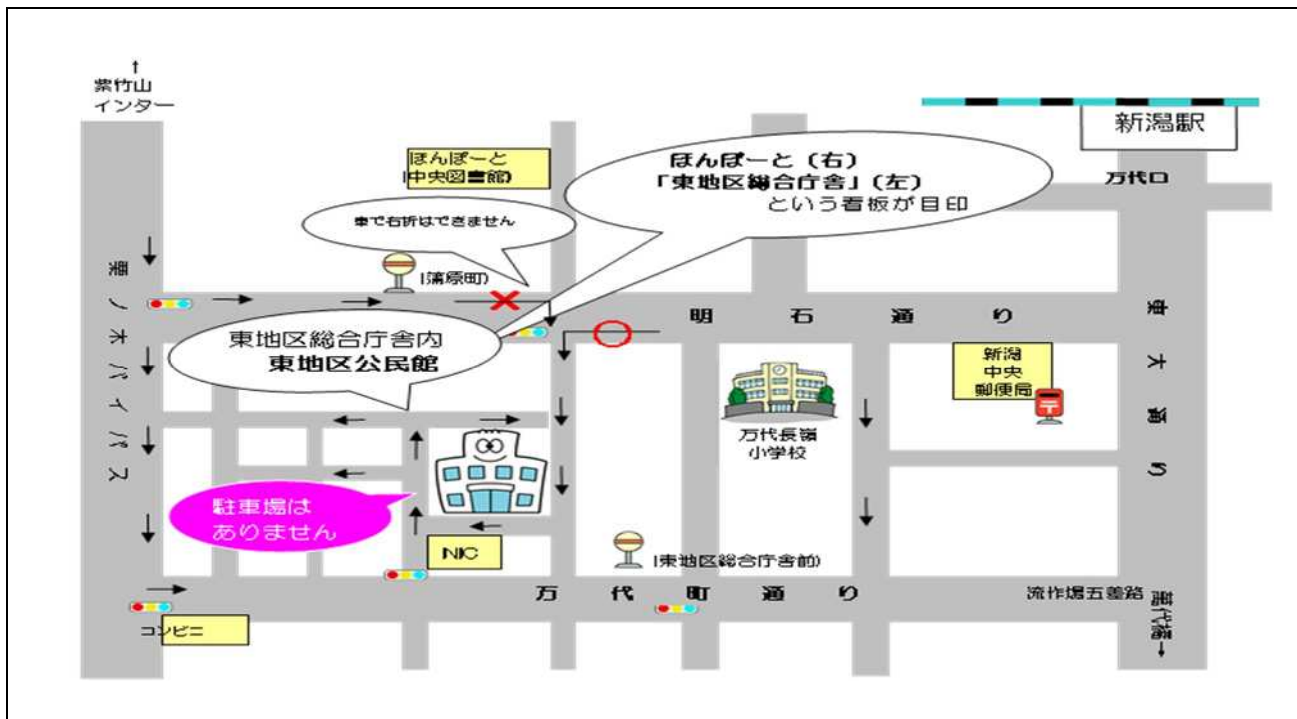 ↑
紫竹山
インター
新潟駅
万代口
ほんぽーと
(中央図書館)
ほんぽーと(右)
「東地区総合庁舎」(左)
という看板が目印
車で右折はできません
(蒲原町)
栗ノ木バイパス
明石通り
東大通り
東地区総合庁舎内
東地区公民館
新潟
中央
郵便局
万代長嶺
小学校
駐車場は
ありません
NIC
(東地区総合庁舎前)
万代町通り
流作場五差路
萬代橋→
コンビニ